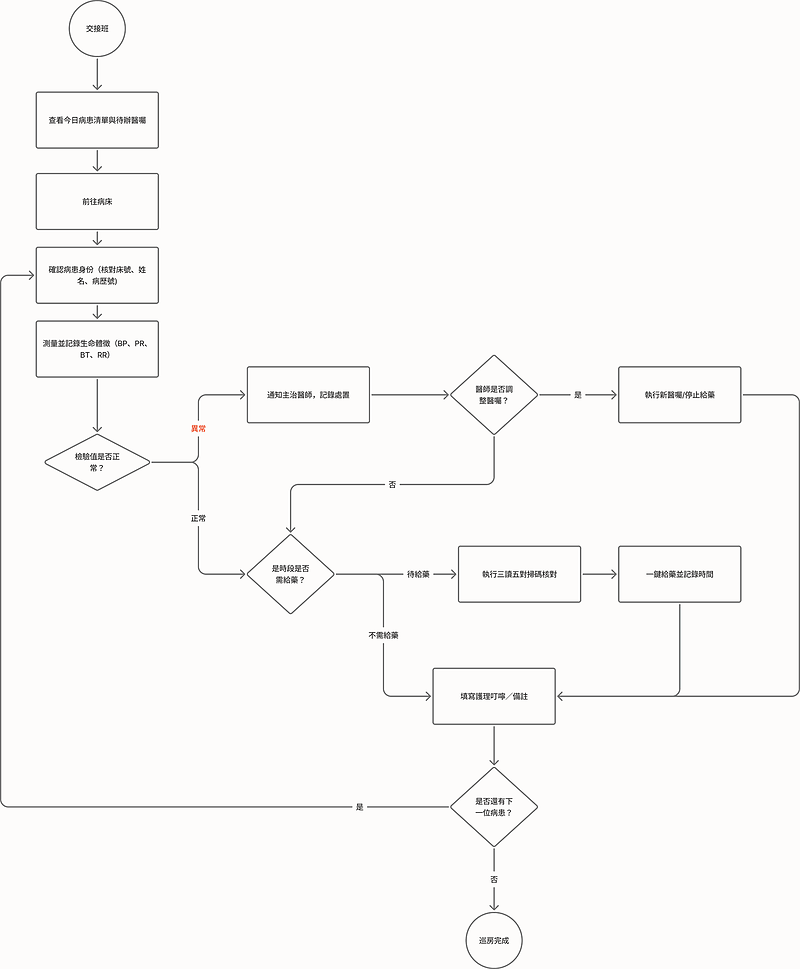 交接班
查看今日病患清單與待辦醫囑
前往病床
確認病患身份（核對床號、姓
名、病歷號)
測量並記錄生命體徵（BP、PR、
BT、RR）
檢驗值是否正
常？
異常
正常
通知主治醫師，記錄處置
醫師是否調
整醫囑？
是
執行新醫囑/停止給藥
否
是時段是否
需給藥？
待給藥
執行三讀五對掃碼核對
一鍵給藥並記錄時間
不需給藥
填寫護理叮嚀／備註
是否還有下
一位病患？
是
否
巡房完成